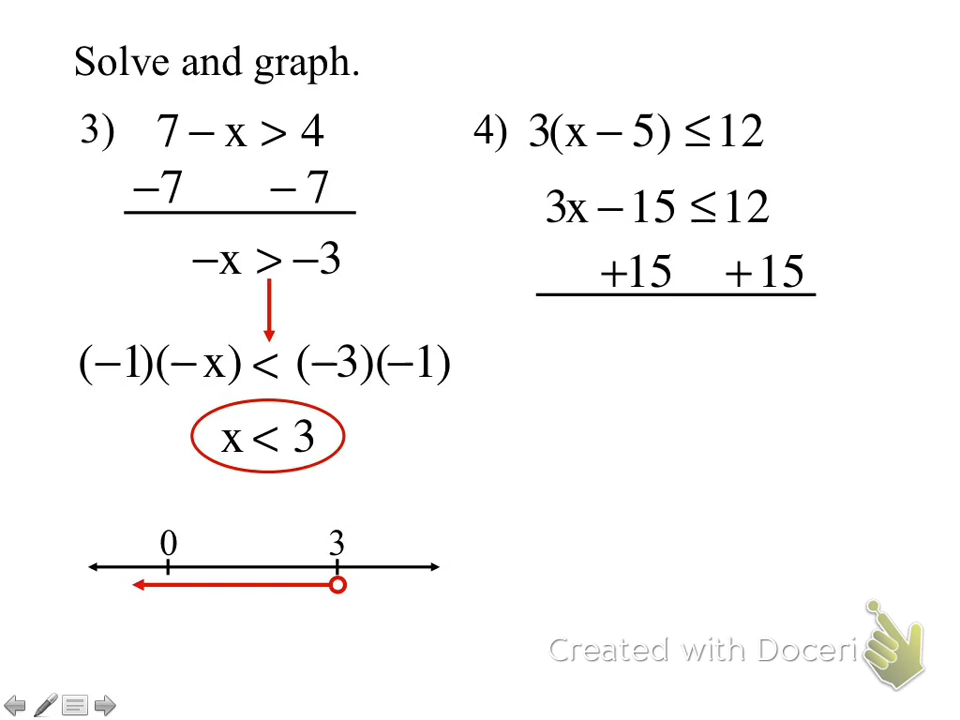 Solve and graph.
3) 7 − x > 4
−7 − 7
−x > −3
(−1)(− x) < (−3)(−1)
x < 3
0 3
4) 3(x − 5) ≤ 12
3x − 15 ≤ 12
+15 + 15
Created with Doceri